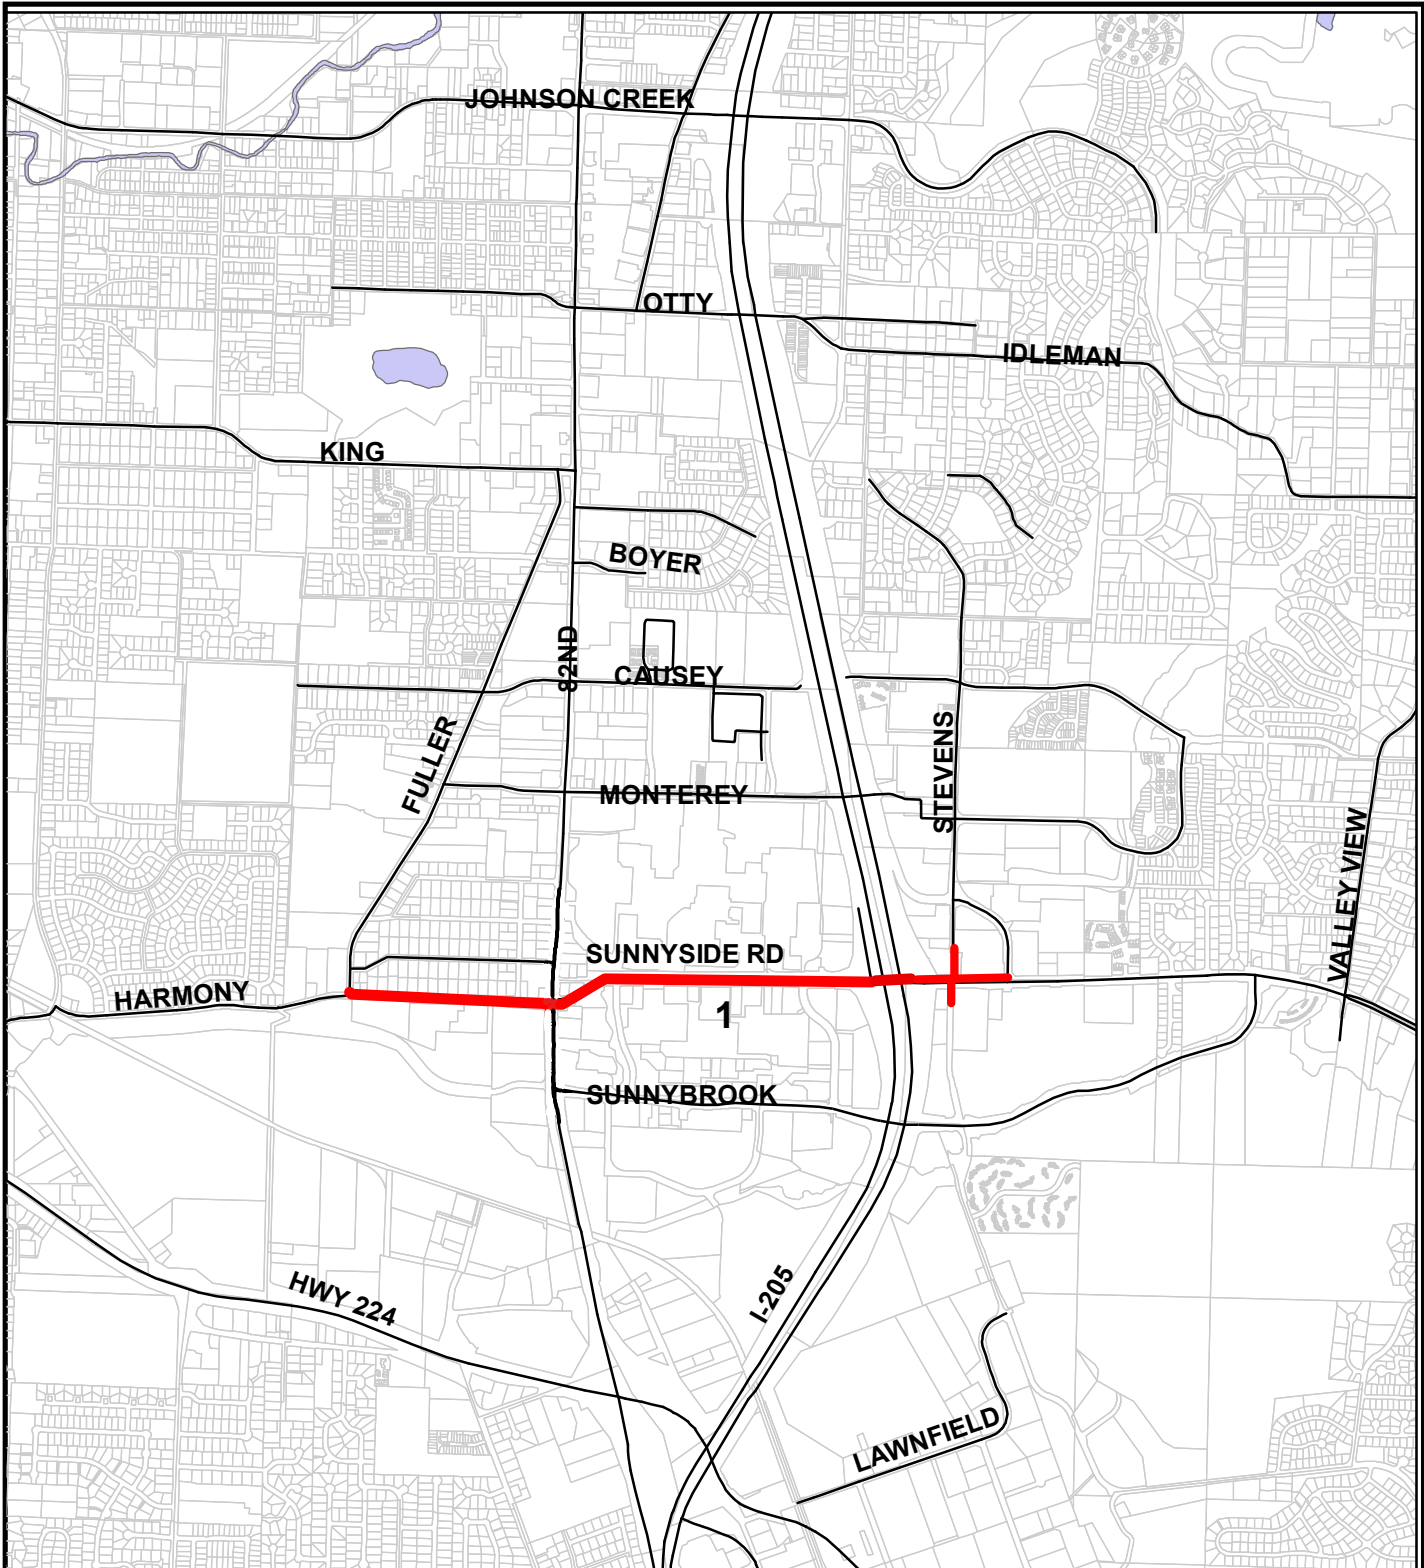 JOHNSON CREEK
OTTY
IDLEMAN
KING
BOYER
82ND
CAUSEY
FULLER
STEVENS
MONTEREY
VALLEY VIEW
SUNNYSIDE RD
HARMONY
1
SUNNYBROOK
HWY 224
I-205
LAWNFIELD